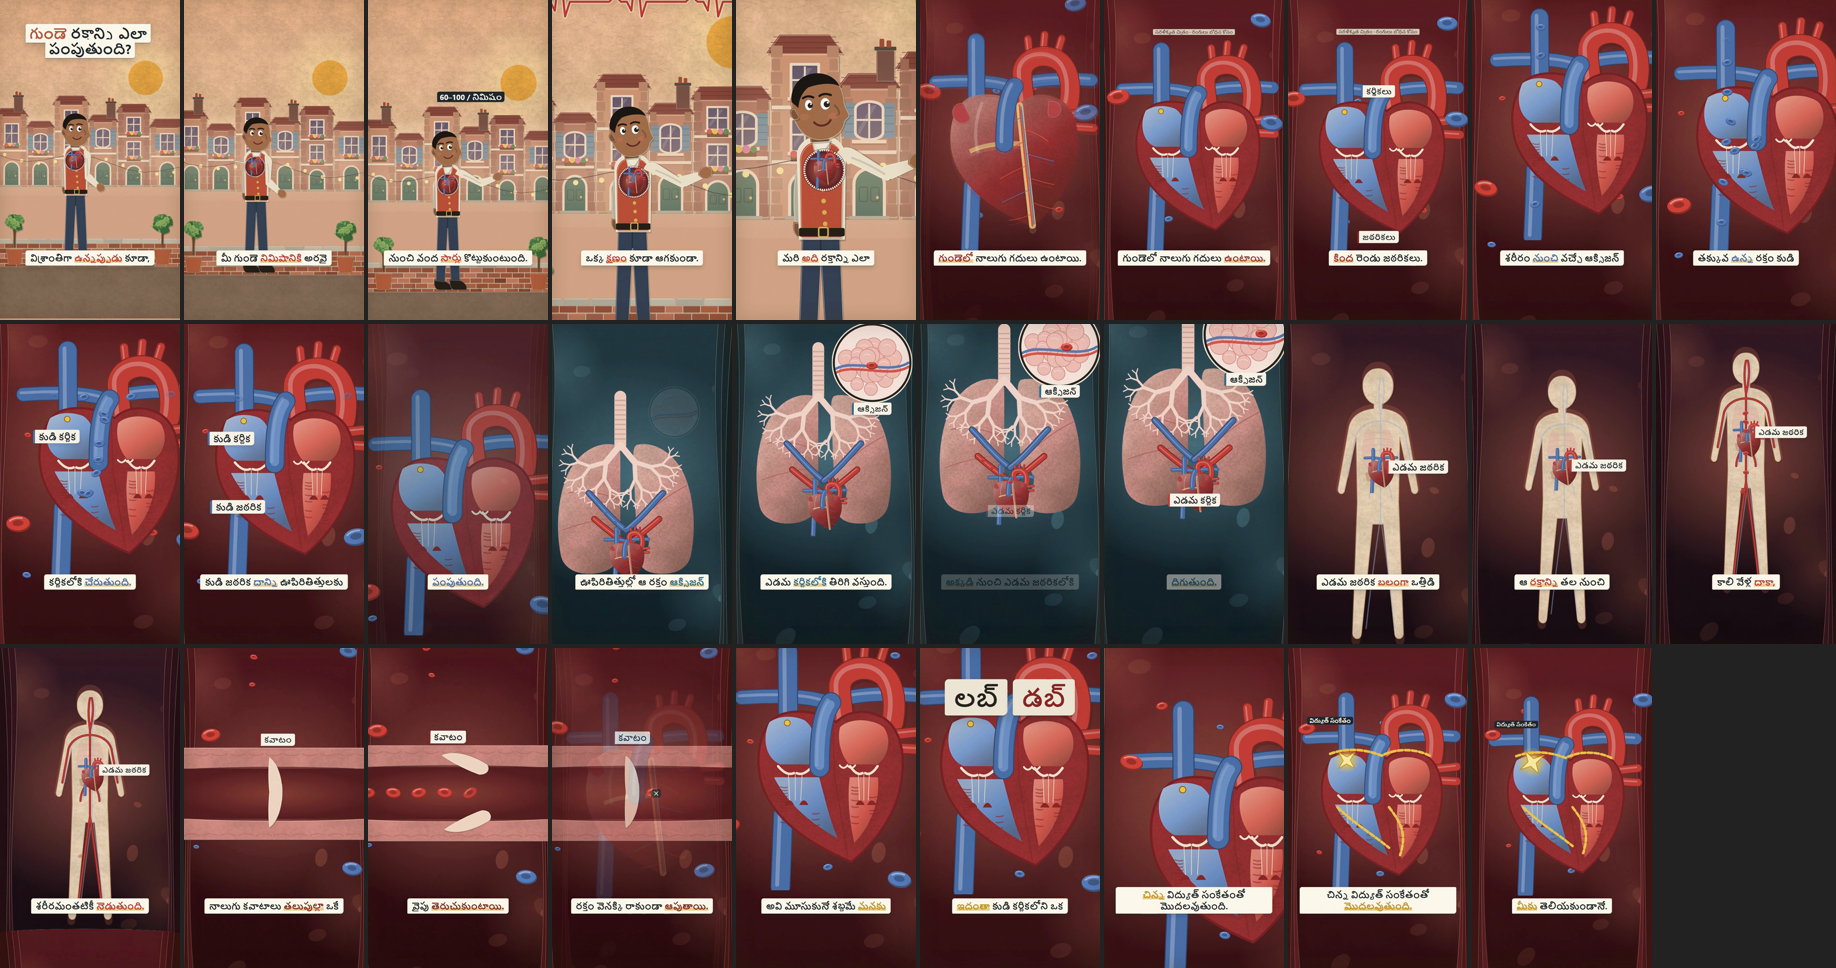 గుండె రక్తాన్ని ఎలా
పంపుతుంది?
విశ్రాంతిగా ఉన్నప్పుడు కూడా,
మీ గుండె నిమిషానికి అరవై
60–100 / నిమిషం
నుంచి వంద సార్లు కొట్టుకుంటుంది.
ఒక్క క్షణం కూడా ఆగకుండా.
మరి అది రక్తాన్ని ఎలా
గుండెలో నాలుగు గదులు ఉంటాయి.
గుండెలో నాలుగు గదులు ఉంటాయి.
కర్ణికలు
జఠరికలు
కింద రెండు జఠరికలు.
శరీరం నుంచి వచ్చే ఆక్సిజన్
తక్కువ ఉన్న రక్తం కుడి
కుడి కర్ణిక
కర్ణికలోకి చేరుతుంది.
కుడి కర్ణిక
కుడి జఠరిక
కుడి జఠరిక దాన్ని ఊపిరితిత్తులకు
పంపుతుంది.
ఊపిరితిత్తుల్లో ఆ రక్తం ఆక్సిజన్
ఆక్సిజన్
ఎడమ కర్ణికలోకి తిరిగి వస్తుంది.
ఆక్సిజన్
ఎడమ కర్ణిక
అక్కడి నుంచి ఎడమ జఠరికలోకి
ఆక్సిజన్
ఎడమ కర్ణిక
దిగుతుంది.
ఎడమ జఠరిక
ఎడమ జఠరిక బలంగా ఒత్తిడి
ఎడమ జఠరిక
ఆ రక్తాన్ని తల నుంచి
ఎడమ జఠరిక
కాలి వేళ్ల దాకా,
ఎడమ జఠరిక
శరీరమంతటికీ నెడుతుంది.
కవాటం
నాలుగు కవాటాలు తలుపుల్లా ఒకే
కవాటం
వైపు తెరుచుకుంటాయి.
కవాటం
రక్తం వెనక్కి రాకుండా ఆపుతాయి.
అవి మూసుకునే శబ్దమే మనకు
లబ్ డబ్
ఇదంతా కుడి కర్ణికలోని ఒక
చిన్న విద్యుత్ సంకేతంతో
మొదలవుతుంది.
విద్యుత్ సంకేతం
చిన్న విద్యుత్ సంకేతంతో
మొదలవుతుంది.
విద్యుత్ సంకేతం
మీకు తెలియకుండానే.